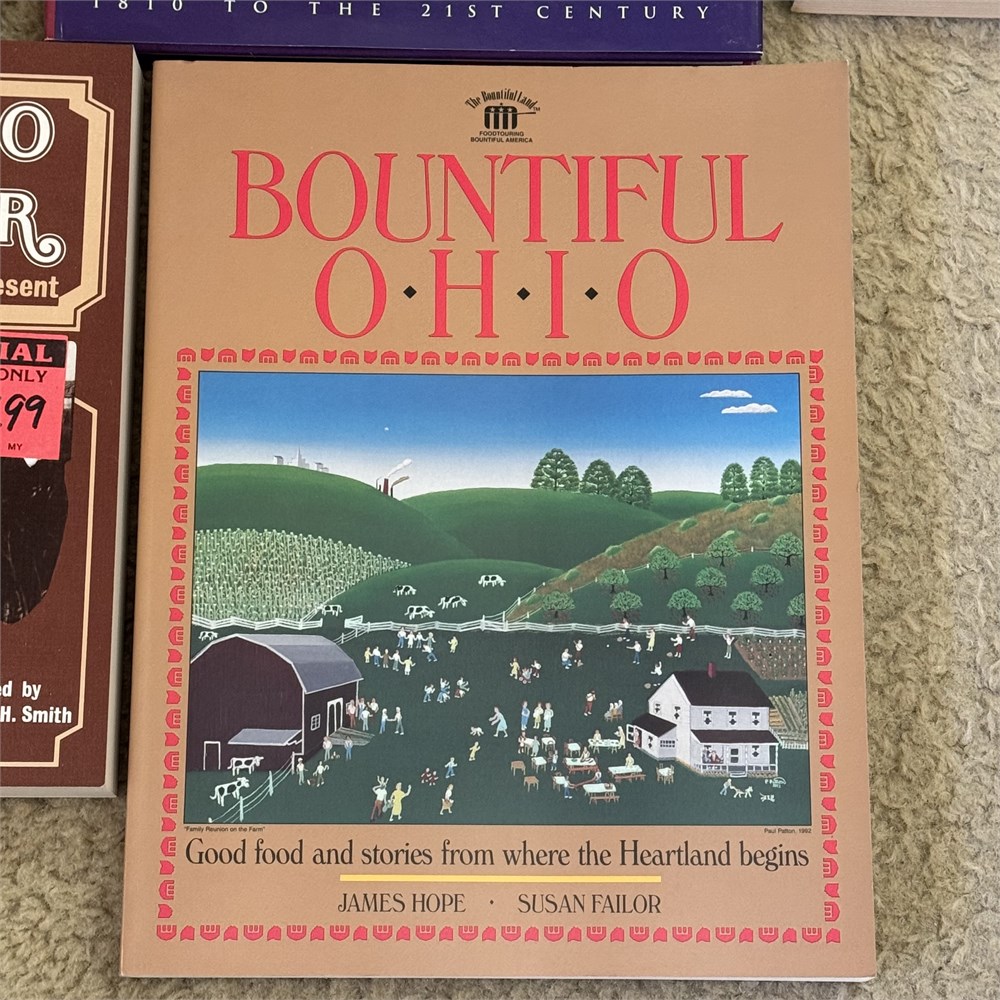 1810 TO THE 21ST CENTURY
The Bountiful Land™
FOODTOURING
BOUNTIFUL AMERICA
BOUNTIFUL
O·H·I·O
"Family Reunion on the Farm"
Paul Patton, 1992
Good food and stories from where the Heartland begins
JAMES HOPE · SUSAN FAILOR
O
R
esent
IAL
ONLY
.99
MY
ed by
H. Smith